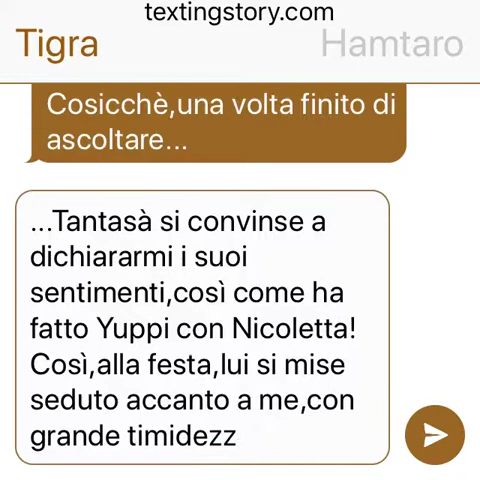 textingstory.com
Tigra
Hamtaro
Cosicchè,una volta finito di
ascoltare...
...Tantasà si convinse a
dichiararmi i suoi
sentimenti,così come ha
fatto Yuppi con Nicoletta!
Così,alla festa,lui si mise
seduto accanto a me,con
grande timidezz